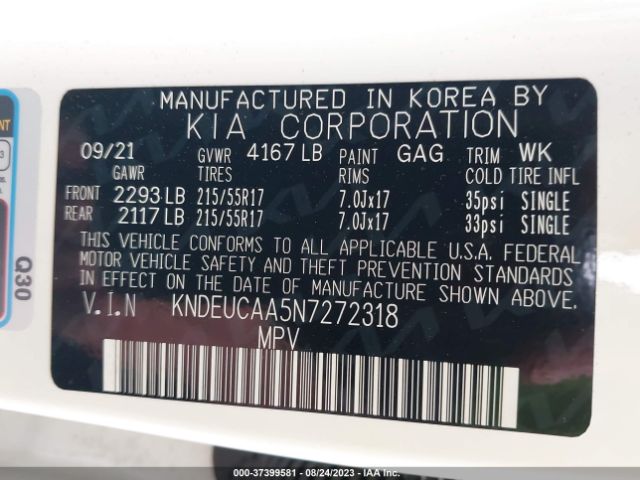 MANUFACTURED IN KOREA BY
KIA CORPORATION
09/21 GVWR 4167 LB PAINT GAG TRIM WK
GAWR TIRES RIMS COLD TIRE INFL
FRONT 2293 LB 215/55R17 7.0Jx17 35psi SINGLE
REAR 2117 LB 215/55R17 7.0Jx17 33psi SINGLE
THIS VEHICLE CONFORMS TO ALL APPLICABLE U.S.A. FEDERAL
MOTOR VEHICLE SAFETY AND THEFT PREVENTION STANDARDS
IN EFFECT ON THE DATE OF MANUFACTURE SHOWN ABOVE.
V.I.N KNDEUCAA5N7272318
MPV
Q30
000-37399581 - 08/24/2023 - IAA Inc.